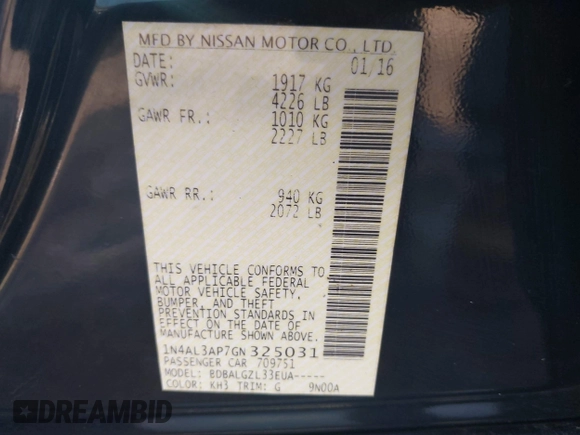 MFD BY NISSAN MOTOR CO., LTD.
DATE: 01/16
GVWR: 1917 KG
4226 LB
GAWR FR.: 1010 KG
2227 LB
GAWR RR.: 940 KG
2072 LB
THIS VEHICLE CONFORMS TO
ALL APPLICABLE FEDERAL
MOTOR VEHICLE SAFETY,
BUMPER, AND THEFT
PREVENTION STANDARDS IN
EFFECT ON THE DATE OF
MANUFACTURE SHOWN ABOVE.
1N4AL3AP7GN325031
PASSENGER CAR 709751
MODEL: BDBALGZL33EUA-----
COLOR: KH3 TRIM: G 9N00A
DREAMBID